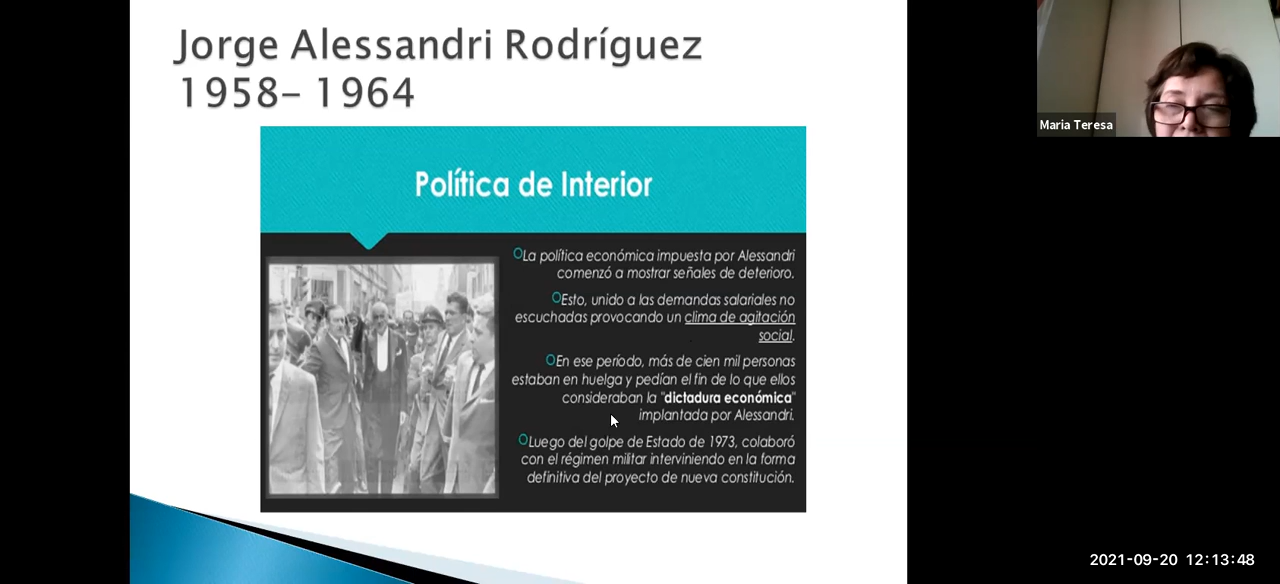 Jorge Alessandri Rodríguez
1958– 1964
Política de Interior
La política económica impuesta por Alessandri
comenzó a mostrar señales de deterioro.
Esto, unido a las demandas salariales no
escuchadas provocando un clima de agitación
social.
En ese período, más de cien mil personas
estaban en huelga y pedían el fin de lo que ellos
consideraban la "dictadura económica"
implantada por Alessandri.
Luego del golpe de Estado de 1973, colaboró
con el régimen militar interviniendo en la forma
definitiva del proyecto de nueva constitución.
Maria Teresa
2021-09-20 12:13:48